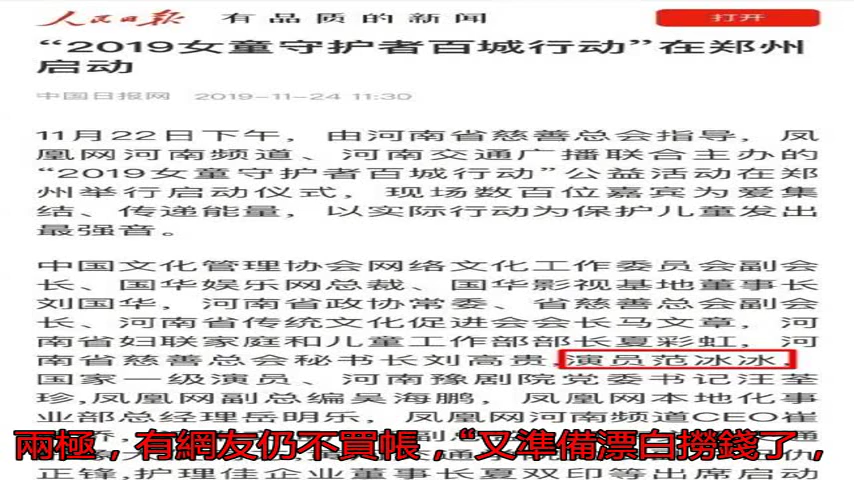 人民日报 有品质的新闻 打开
“2019女童守护者百城行动”在郑州
启动
中国日报网 2019-11-24 11:30
11月22日下午，由河南省慈善总会指导，凤
凰网河南频道、河南交通广播联合主办的
“2019女童守护者百城行动”公益活动在郑
州举行启动仪式，现场数百位嘉宾为爱集
结、传递能量，以实际行动为保护儿童发出
最强音。
中国文化管理协会网络文化工作委员会副会
长、国华娱乐网总裁、国华影视基地董事长
刘国华，河南省政协常委、省慈善总会副会
长、河南省传统文化促进会会长马文章，河
南省妇联家庭和儿童工作部部长夏彩虹，河
南省慈善总会秘书长刘高贵,演员范冰冰，
国家一级演员、河南豫剧院党委书记汪荃
珍,凤凰网副总编吴海鹏，凤凰网本地化事
业部总经理岳明乐，凤凰网河南频道CEO崔
兩極，有網友仍不買帳，“又準備漂白撈錢了，
正锋,护理佳企业董事长夏双印等出席启动